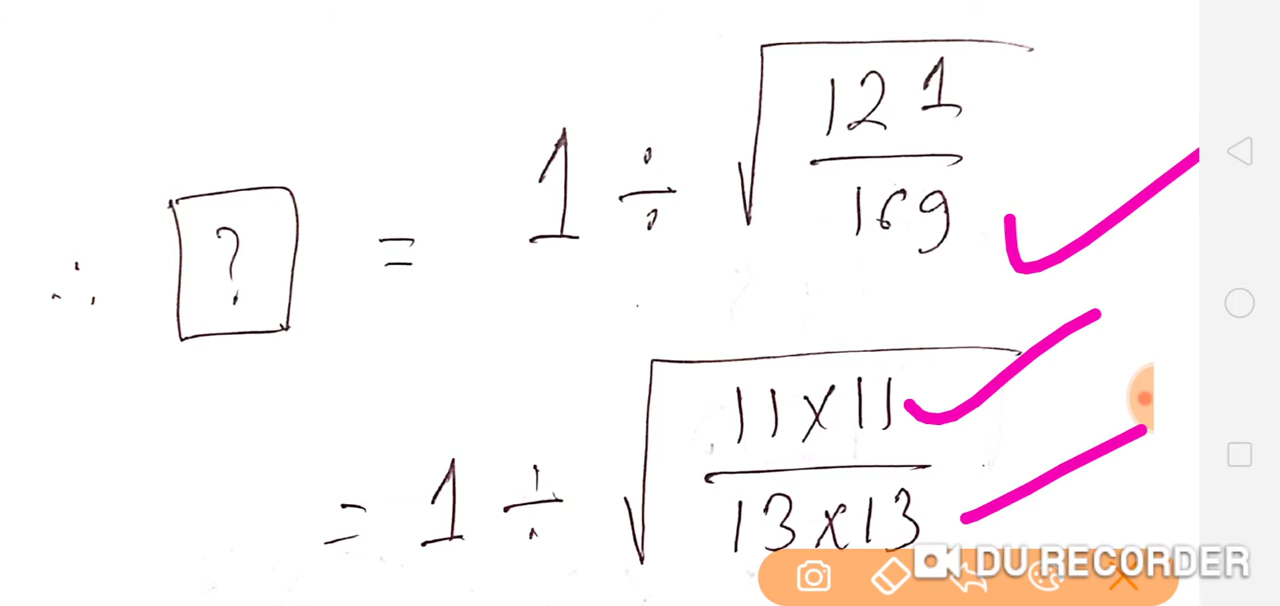 ∴ ? = 1 ÷ √(121/169)
= 1 ÷ √(11×11/13×13)
DU RECORDER